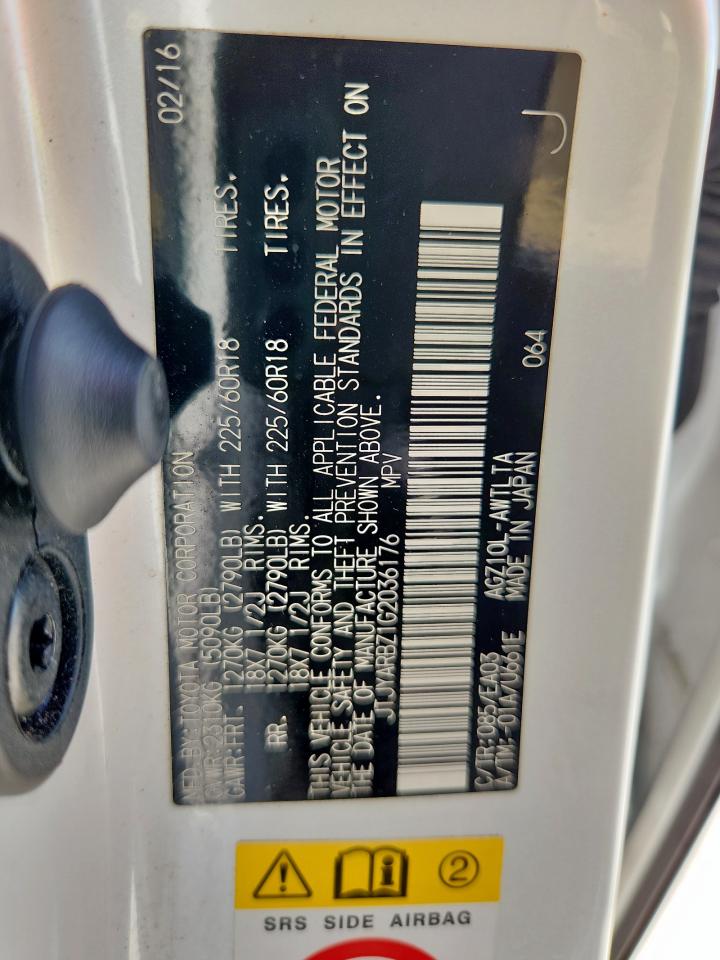 MFD.BY:TOYOTA MOTOR CORPORATION 02/16
GVWR:2310KG (5090LB)
GAWR:FRT. 1270KG (2790LB) WITH 225/60R18 TIRES.
18X7 1/2J RIMS.
RR. 1270KG (2790LB) WITH 225/60R18 TIRES.
18X7 1/2J RIMS.
THIS VEHICLE CONFORMS TO ALL APPLICABLE FEDERAL MOTOR
VEHICLE SAFETY AND THEFT PREVENTION STANDARDS IN EFFECT ON
THE DATE OF MANUFACTURE SHOWN ABOVE.
JTJYARBZ1G2036176 MPV
C/TR:085/EA03 AGZ10L-AWTLTA 064
A/TM:-01A/U661E MADE IN JAPAN
J
2
SRS SIDE AIRBAG